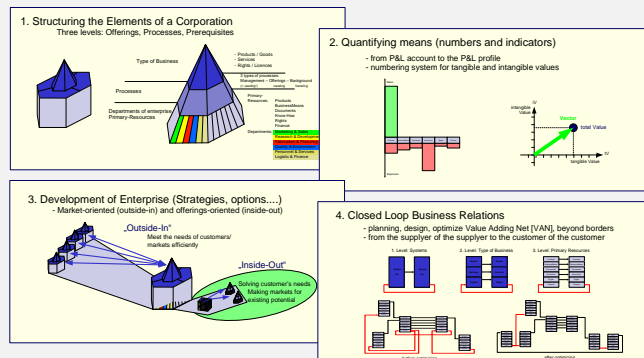 1. Structuring the Elements of a Corporation
Three levels: Offerings, Processes, Prerequisites
Type of Business
- Products / Goods
- Services
- Rights / Licences
3 types of processes:
Management – Offerings – Background
Processes
Primary-
Resources:
Products
BusinessMeans
Documents
Know-How
Rights
Finance
Departments of enterprise
Primary-Resources
Departments:
Marketing & Sales
Research & Development
Personnel & Services
Logistic & Finance
2. Quantifying means (numbers and indicators)
- from P&L account to the P&L profile
- numbering system for tangible and intangible values
intangible
Value
Vector
total Value
tangible Value
3. Development of Enterprise (Strategies, options....)
- Market-oriented (outside-in) and offerings-oriented (inside-out)
„Outside-In"
Meet the needs of customers/
markets efficiently
„Inside-Out"
Solving customer's needs
Making markets for
existing potential
4. Closed Loop Business Relations
- planning, design, optimize Value Adding Net [VAN], beyond borders
- from the supplyer of the supplyer to the customer of the customer
1. Level: Systems
2. Level: Type of Business
3. Level: Primary Resources